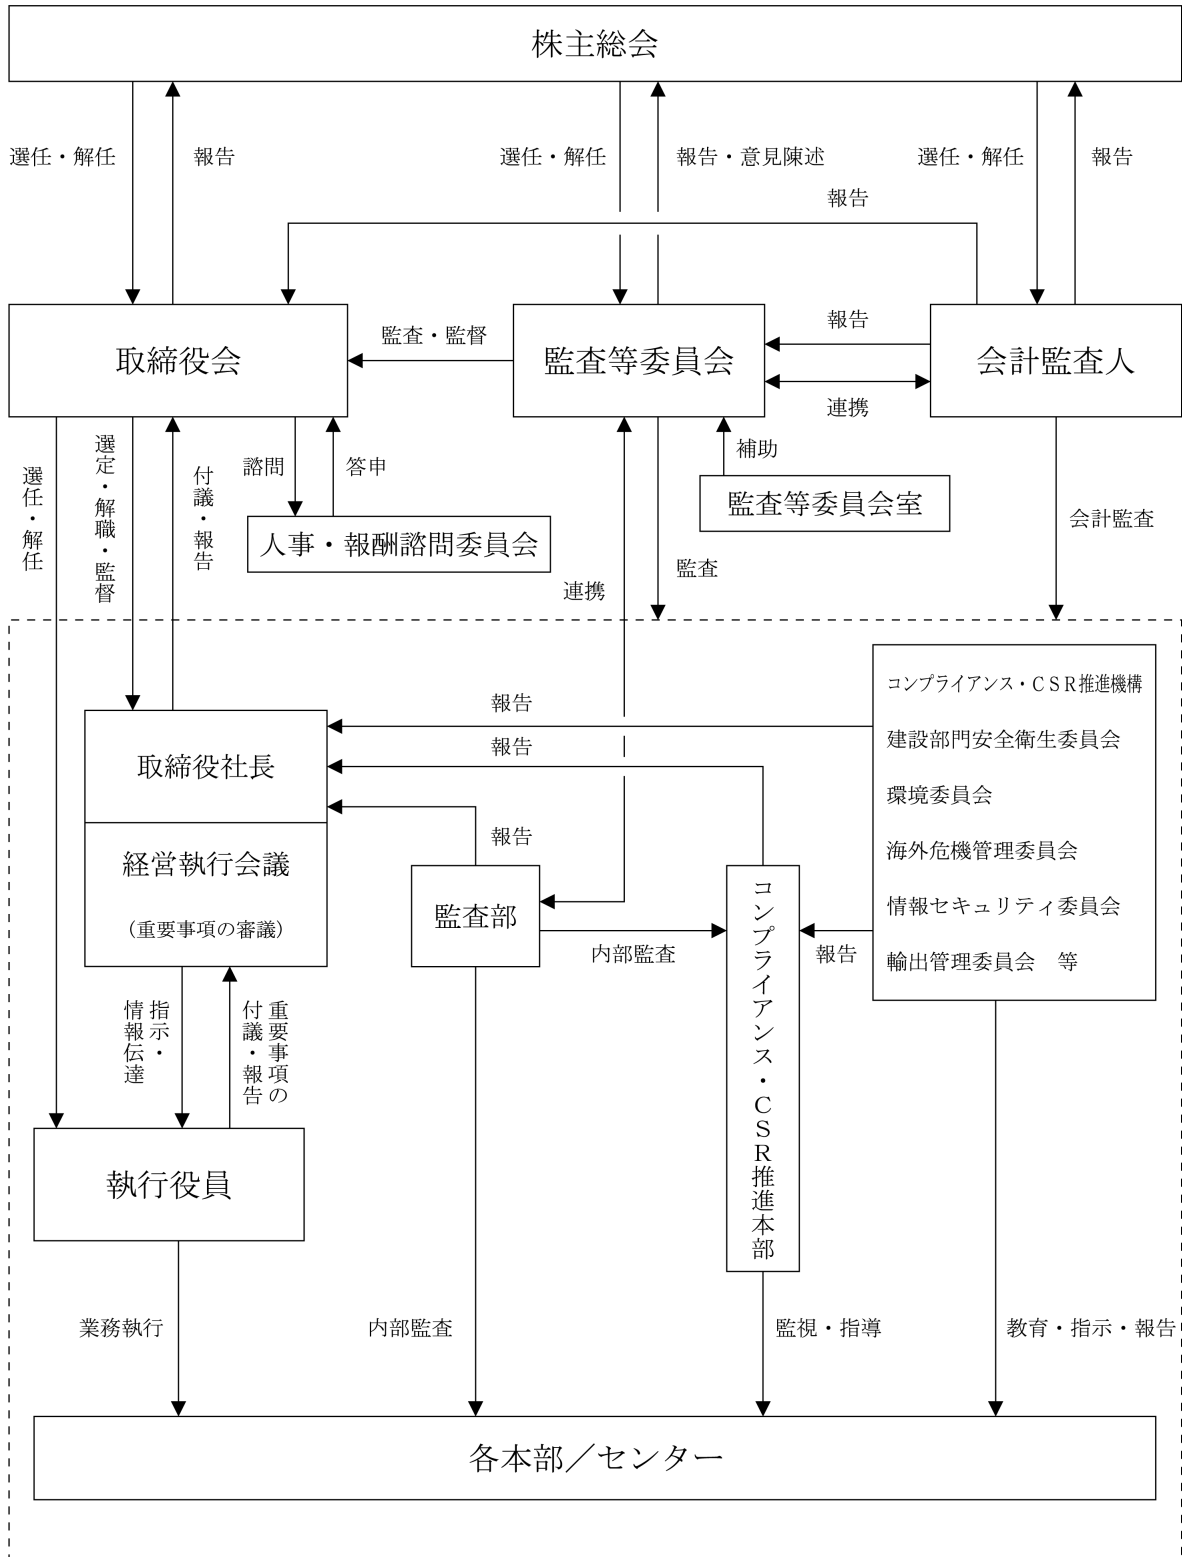 株主総会
選任・解任
報告
選任・解任
報告・意見陳述
選任・解任
報告
報告
取締役会
監査・監督
監査等委員会
報告
連携
会計監査人
選任・解任
選定・解職・監督
付議・報告
諮問
答申
補助
監査等委員会室
人事・報酬諮問委員会
連携
監査
会計監査
コンプライアンス・ＣＳＲ推進機構
建設部門安全衛生委員会
環境委員会
海外危機管理委員会
情報セキュリティ委員会
輸出管理委員会　等
報告
報告
取締役社長
報告
経営執行会議
（重要事項の審議）
監査部
内部監査
コンプライアンス・ＣＳＲ推進本部
報告
指示・
情報伝達
重要事項の
付議・報告
執行役員
業務執行
内部監査
監視・指導
教育・指示・報告
各本部／センター